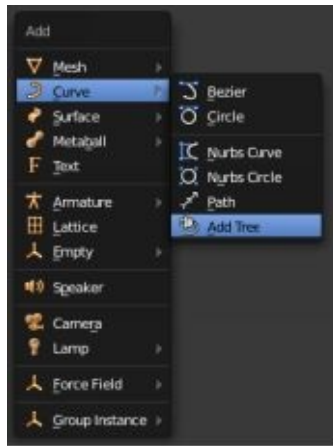 Add
Mesh
Curve
Surface
Metaball
Text
Armature
Lattice
Empty
Speaker
Camera
Lamp
Force Field
Group Instance
Bezier
Circle
Nurbs Curve
Nurbs Circle
Path
Add Tree